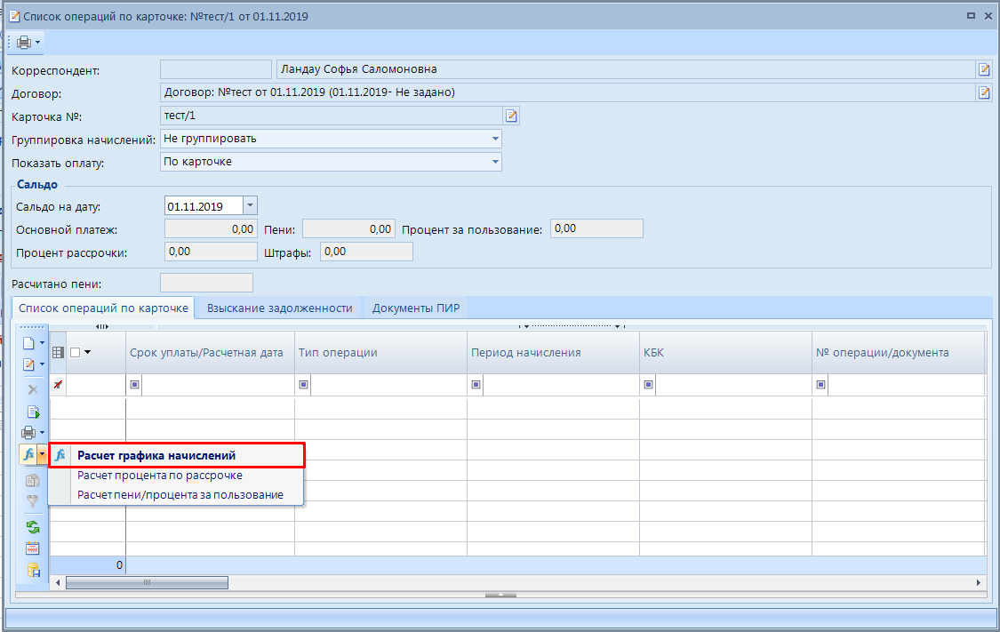 Список операций по карточке: №тест/1 от 01.11.2019
Корреспондент: Ландау Софья Саломоновна
Договор: Договор: №тест от 01.11.2019 (01.11.2019- Не задано)
Карточка №: тест/1
Группировка начислений: Не группировать
Показать оплату: По карточке
Сальдо
Сальдо на дату: 01.11.2019
Основной платеж: 0,00 Пени: 0,00 Процент за пользование: 0,00
Процент рассрочки: 0,00 Штрафы: 0,00
Расчитано пени:
Список операций по карточке Взыскание задолженности Документы ПИР
Срок уплаты/Расчетная дата Тип операции Период начисления КБК № операции/документа
fx Расчет графика начислений
Расчет процента по рассрочке
Расчет пени/процента за пользование
0